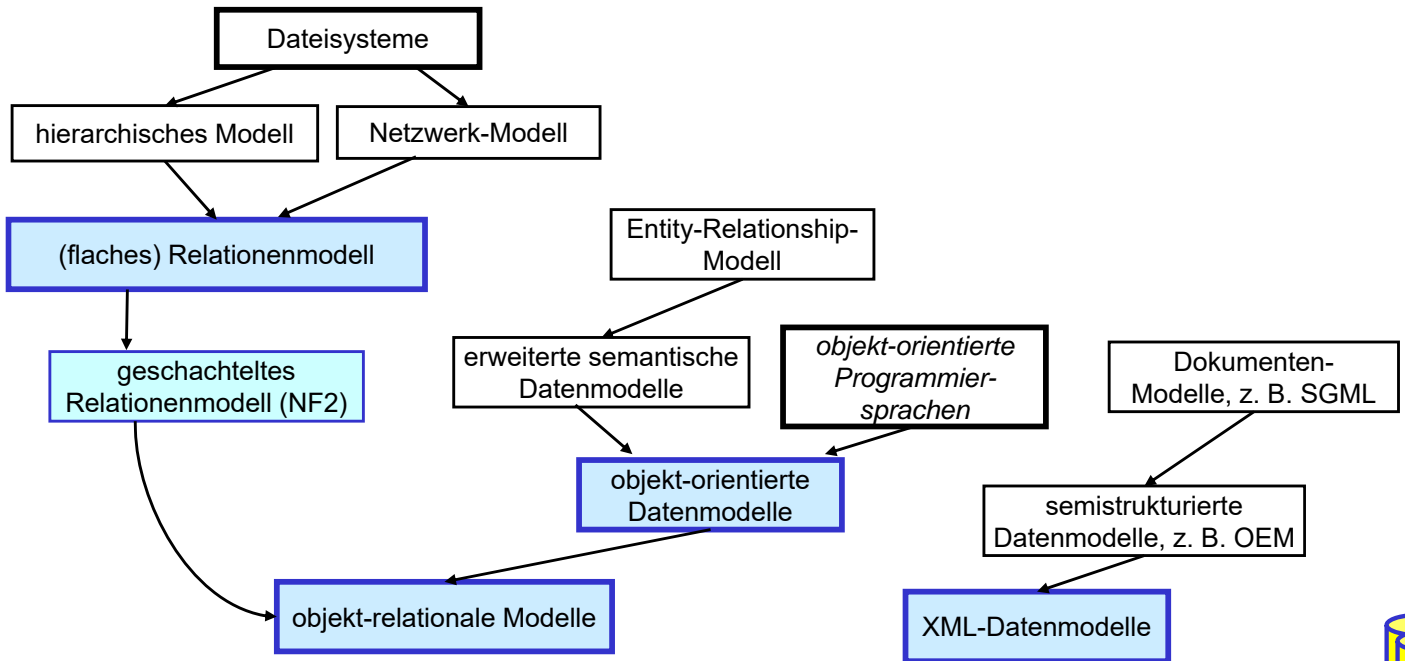 Dateisysteme
hierarchisches Modell
Netzwerk-Modell
(flaches) Relationenmodell
Entity-Relationship-
Modell
geschachteltes
Relationenmodell (NF2)
erweiterte semantische
Datenmodelle
objekt-orientierte
Programmier-
sprachen
Dokumenten-
Modelle, z. B. SGML
objekt-orientierte
Datenmodelle
semistrukturierte
Datenmodelle, z. B. OEM
objekt-relationale Modelle
XML-Datenmodelle